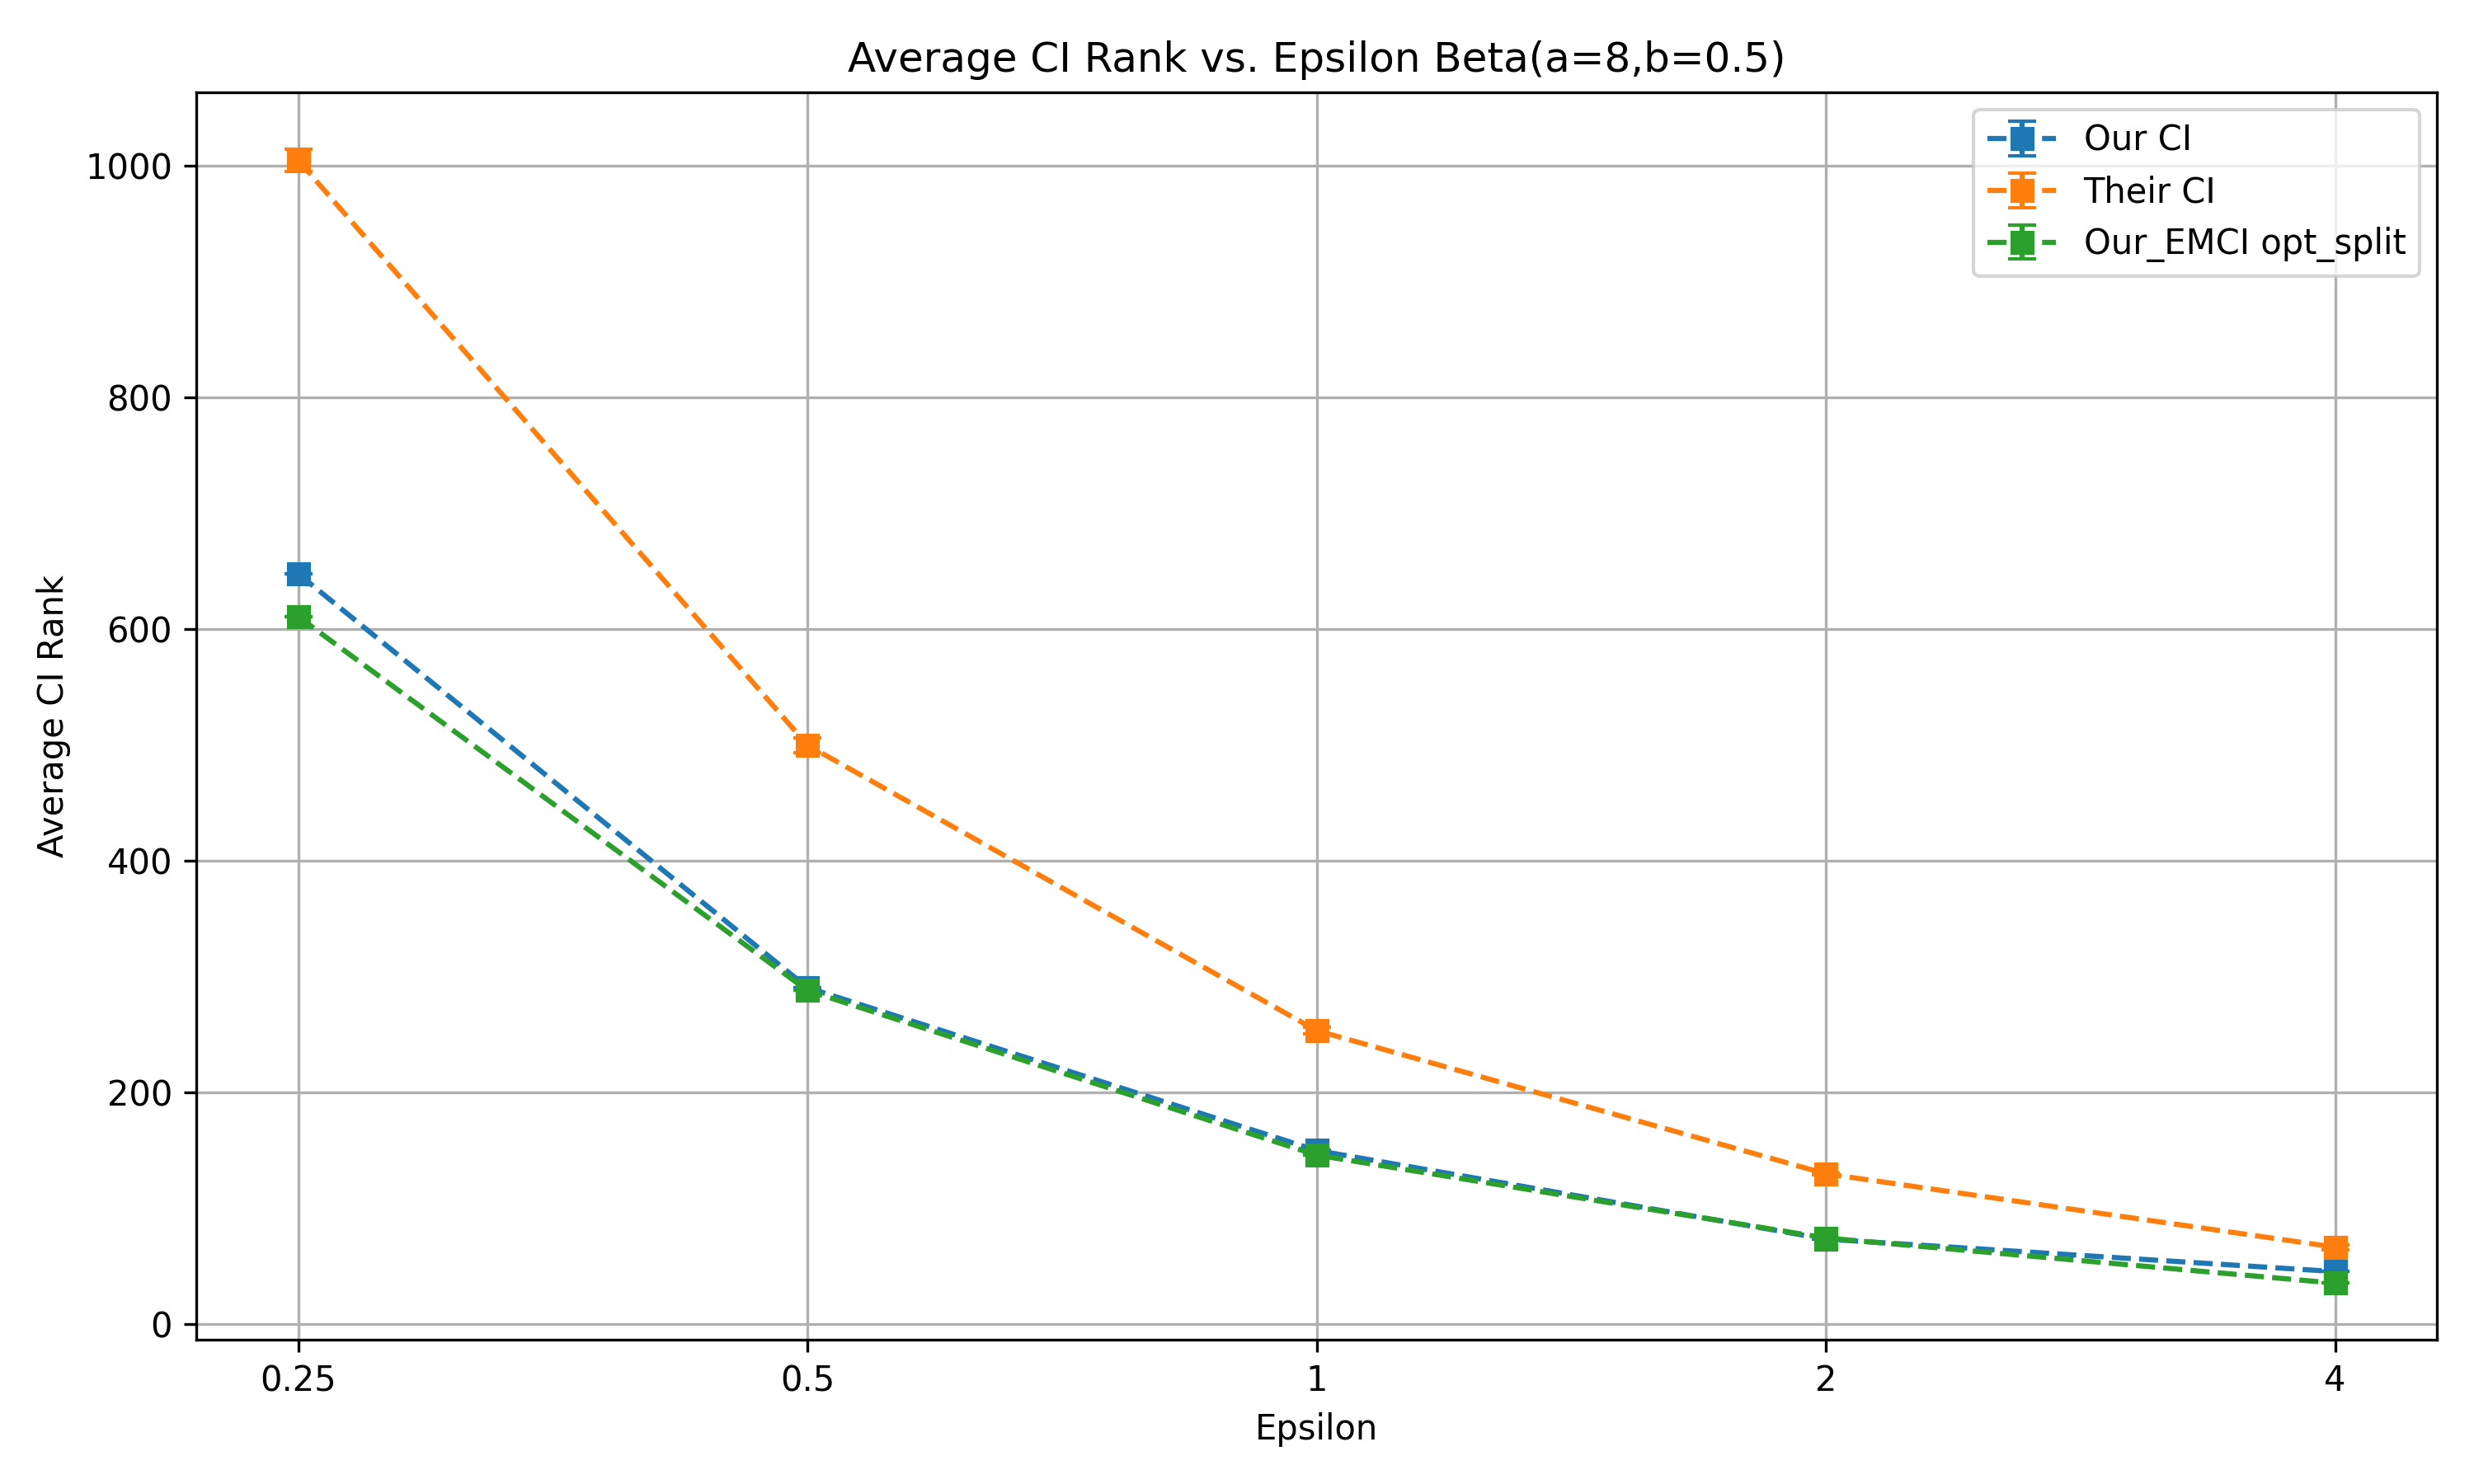 Average CI Rank vs. Epsilon Beta(a=8,b=0.5)
Our CI
Their CI
Our_EMCI opt_split
Average CI Rank
1000
800
600
400
200
0
0.25
0.5
1
2
4
Epsilon